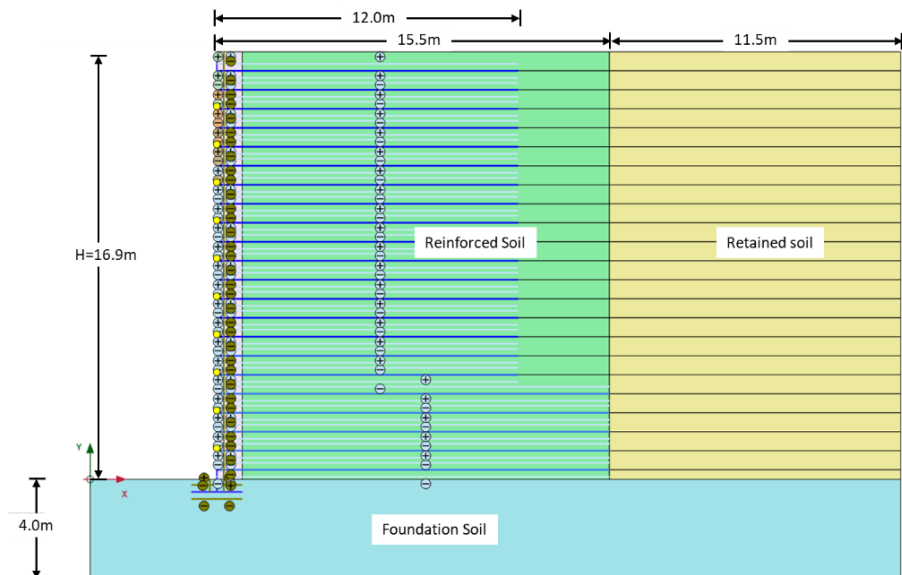 12.0m
15.5m
11.5m
Reinforced Soil
Retained soil
H=16.9m
Y
X
4.0m
Foundation Soil